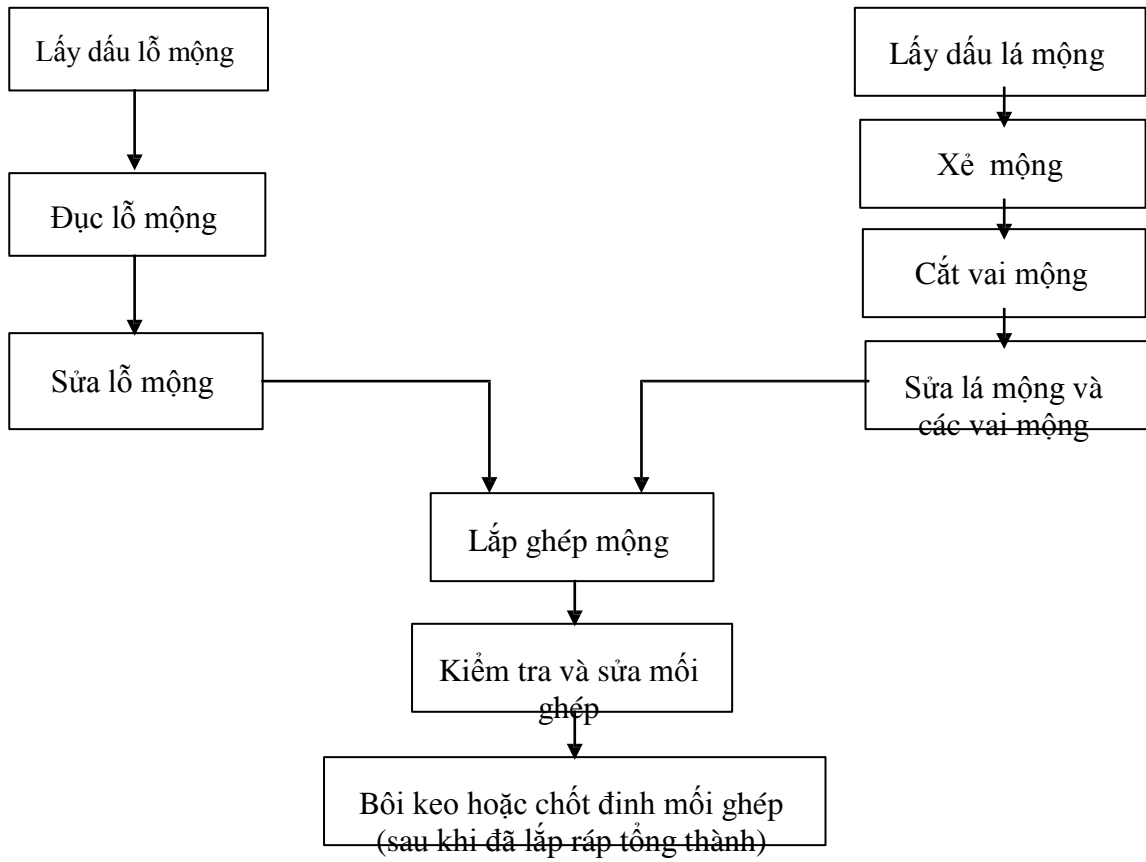 Lấy dấu lỗ mộng
Đục lỗ mộng
Sửa lỗ mộng
Lấy dấu lá mộng
Xẻ mộng
Cắt vai mộng
Sửa lá mộng và
các vai mộng
Lắp ghép mộng
Kiểm tra và sửa mối
ghép
Bôi keo hoặc chốt đinh mối ghép
(sau khi đã lắp ráp tổng thành)